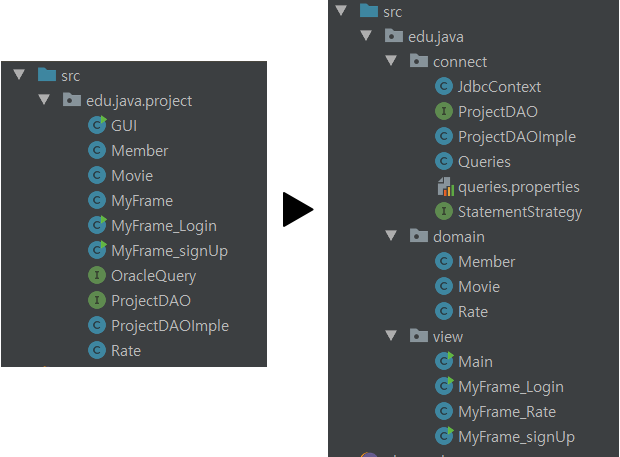 src
edu.java.project
GUI
Member
Movie
MyFrame
MyFrame_Login
MyFrame_signUp
OracleQuery
ProjectDAO
ProjectDAOImple
Rate
src
edu.java
connect
JdbcContext
ProjectDAO
ProjectDAOImple
Queries
queries.properties
StatementStrategy
domain
Member
Movie
Rate
view
Main
MyFrame_Login
MyFrame_Rate
MyFrame_signUp